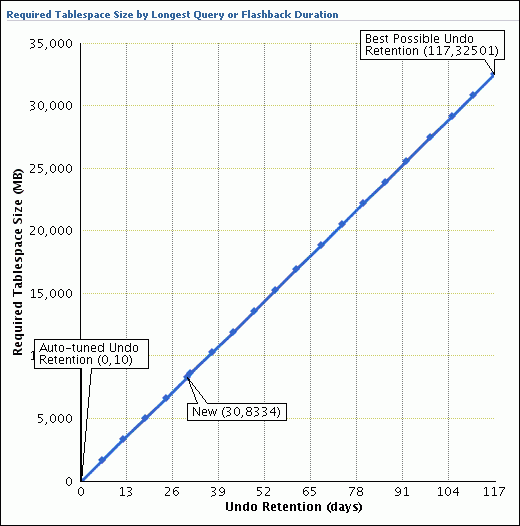 Required Tablespace Size by Longest Query or Flashback Duration
35,000
Best Possible Undo
Retention (117,32501)
30,000
25,000
20,000
15,000
Required Tablespace Size (MB)
Auto-tuned Undo
Retention (0,10)
New (30,8334)
5,000
0
0 13 26 39 52 65 78 91 104 117
Undo Retention (days)